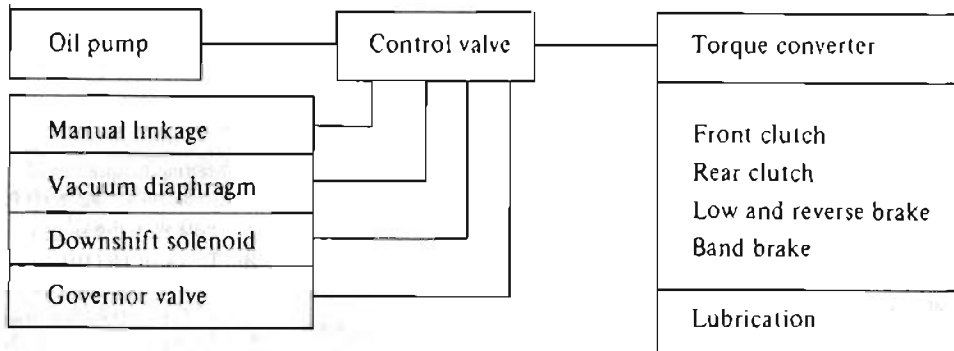 Oil pump
Control valve
Torque converter
Manual linkage
Vacuum diaphragm
Downshift solenoid
Governor valve
Front clutch
Rear clutch
Low and reverse brake
Band brake
Lubrication